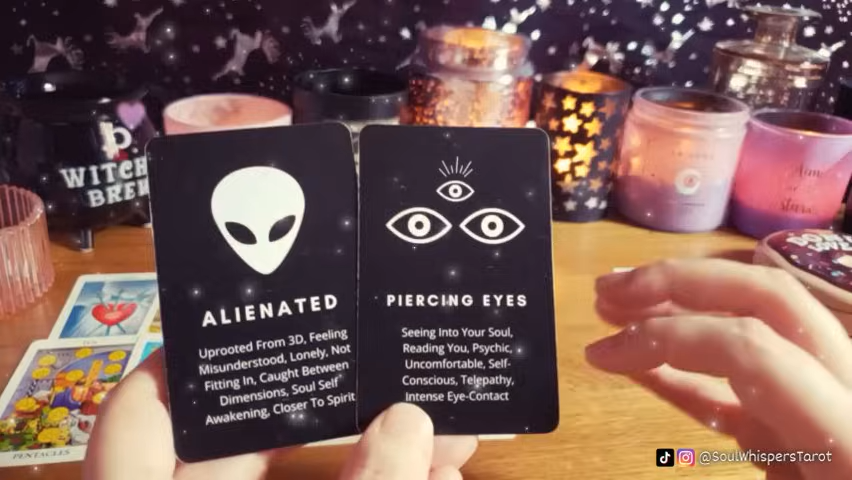 WITCH
BREW
ALIENATED
Uprooted From 3D, Feeling
Misunderstood, Lonely, Not
Fitting In, Caught Between
Dimensions, Soul Self
Awakening, Closer To Spirit
PIERCING EYES
Seeing Into Your Soul,
Reading You, Psychic,
Uncomfortable, Self-
Conscious, Telepathy,
Intense Eye-Contact
PENTACLES
@SoulWhispersTarot